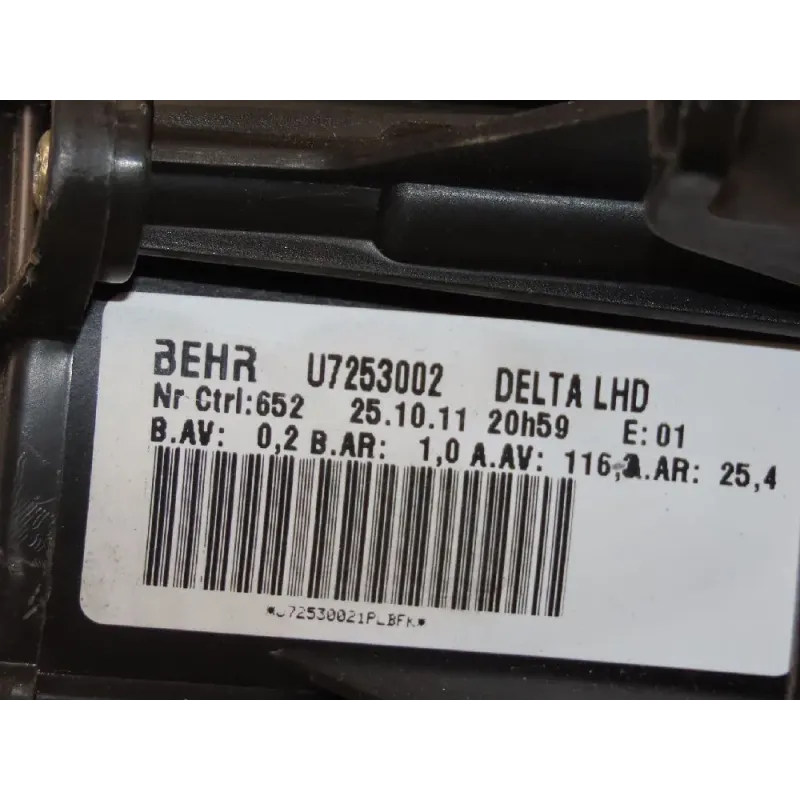 BEHR U7253002 DELTA LHD
Nr Ctrl:652 25.10.11 20h59 E:01
B.AV: 0,2 B.AR: 1,0 A.AV: 116, .AR: 25,4